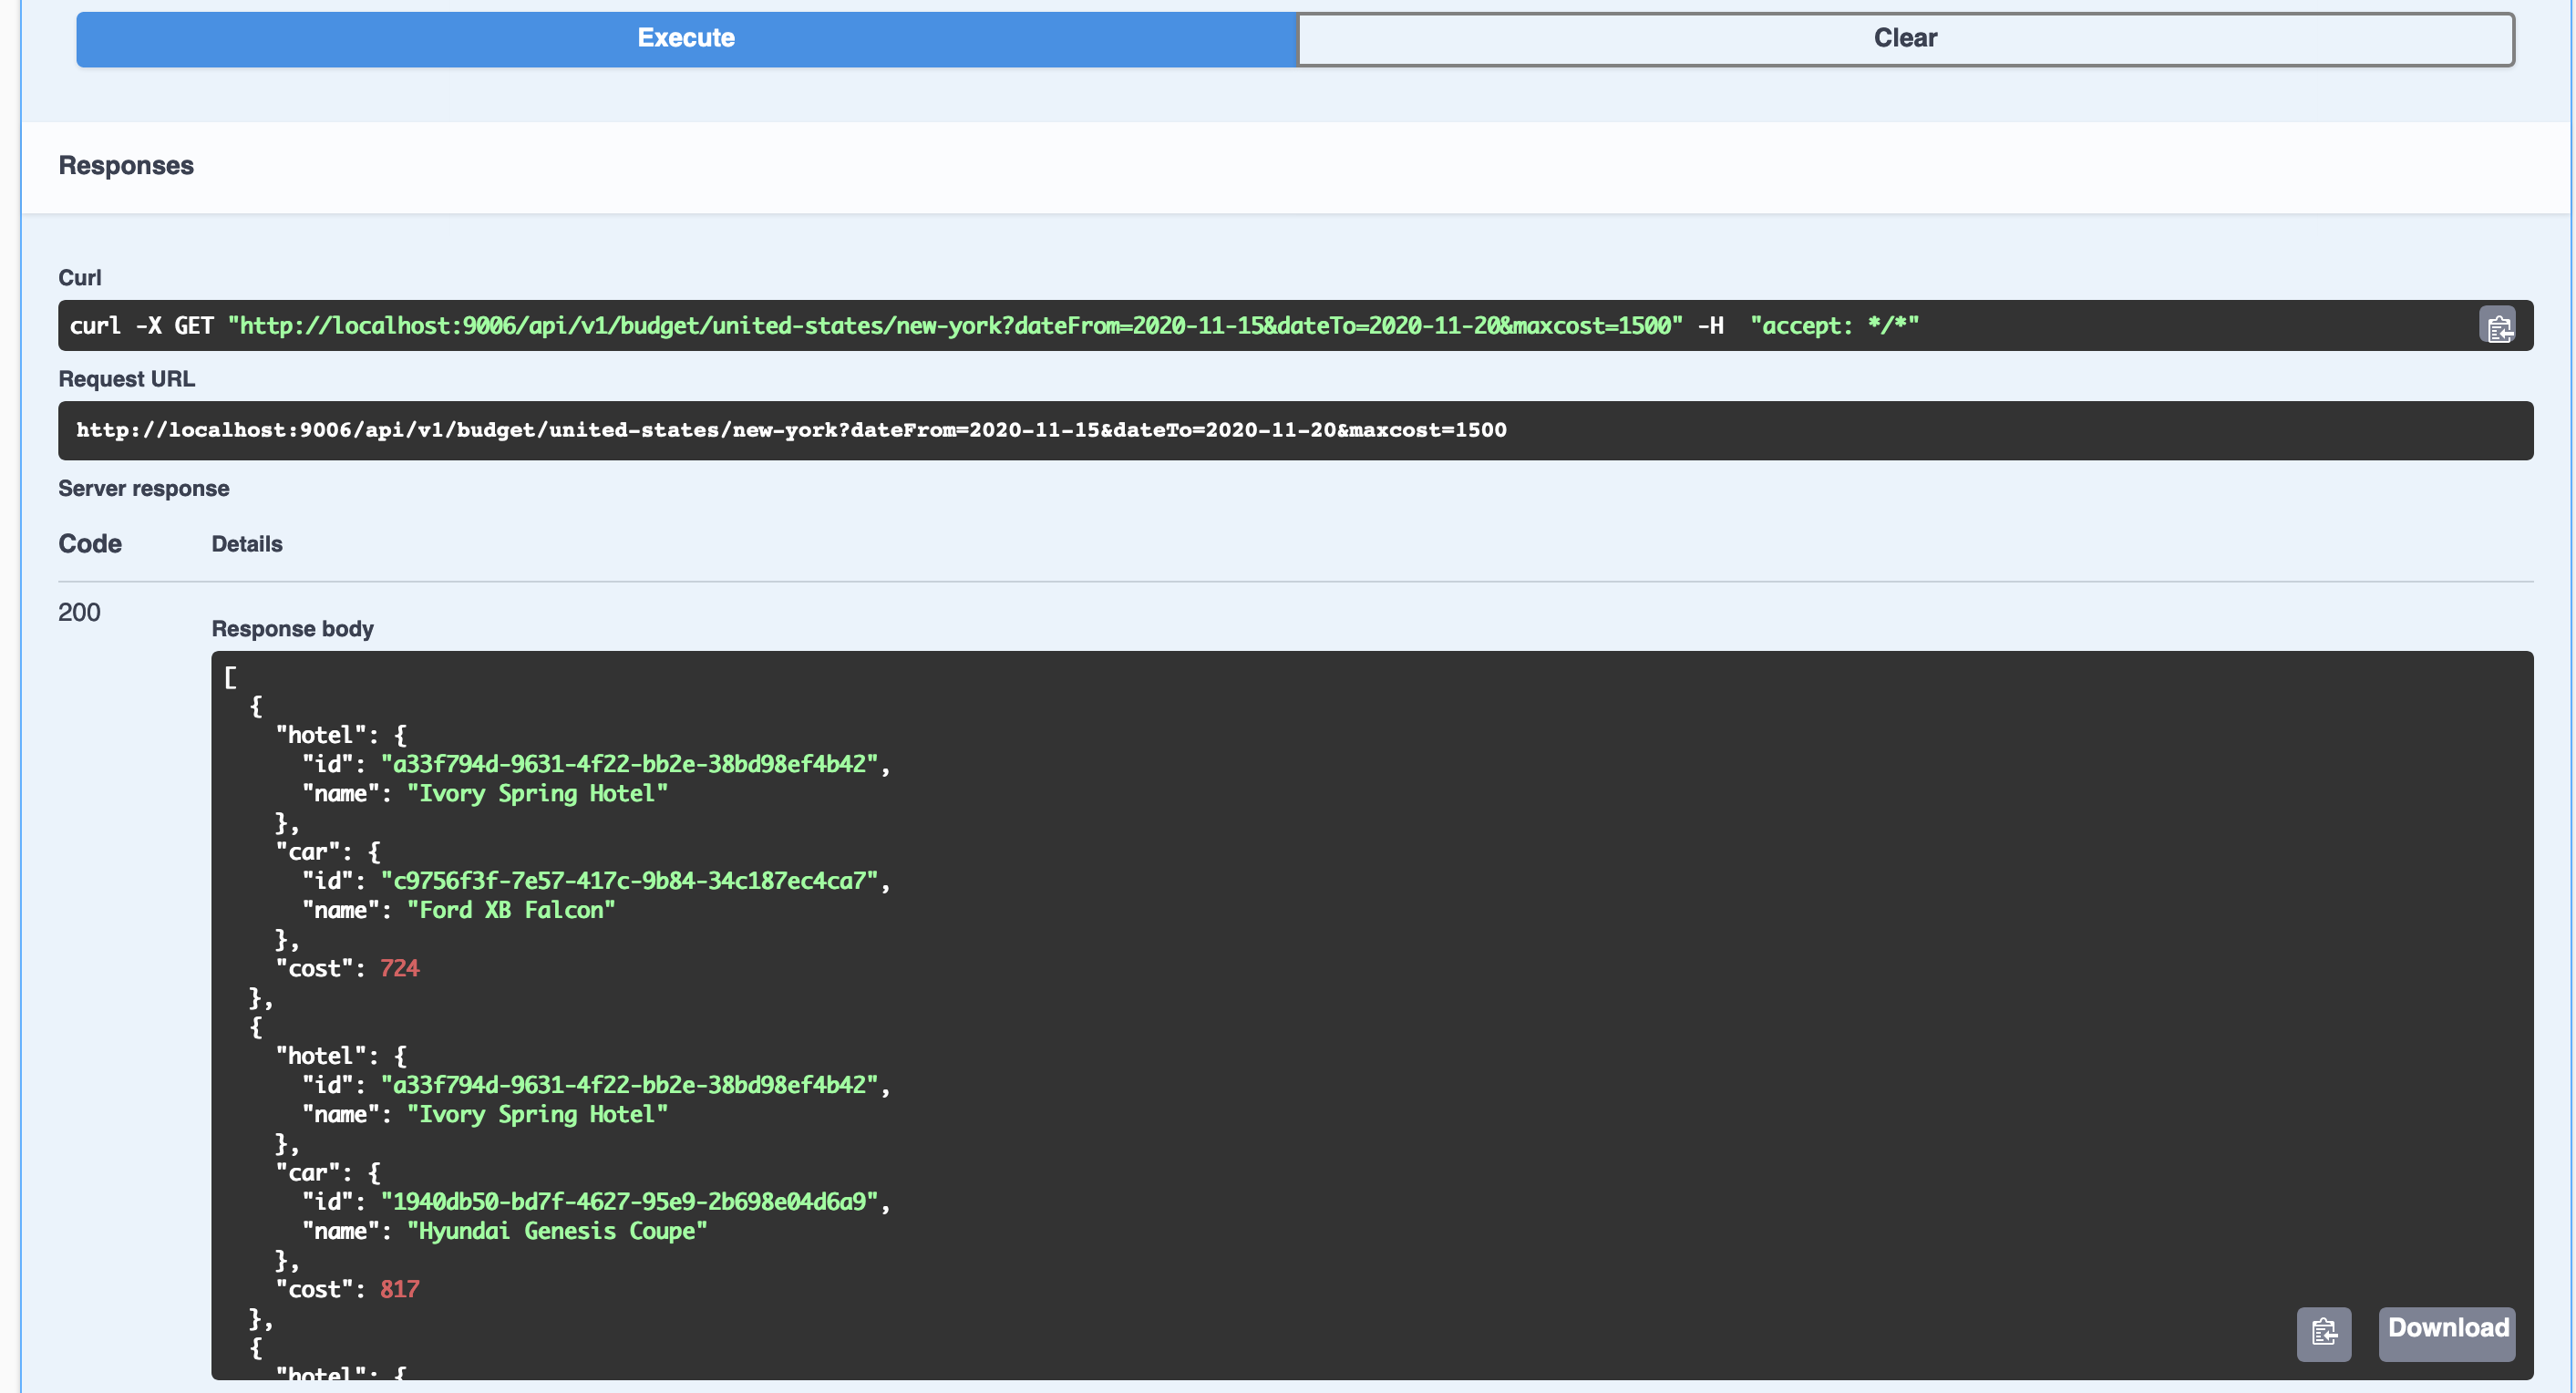 Execute
Clear
Responses
Curl
curl -X GET "http://localhost:9006/api/v1/budget/united-states/new-york?dateFrom=2020-11-15&dateTo=2020-11-20&maxcost=1500" -H  "accept: */*"
Request URL
http://localhost:9006/api/v1/budget/united-states/new-york?dateFrom=2020-11-15&dateTo=2020-11-20&maxcost=1500
Server response
Code Details
200
Response body
[
  {
    "hotel": {
      "id": "a33f794d-9631-4f22-bb2e-38bd98ef4b42",
      "name": "Ivory Spring Hotel"
    },
    "car": {
      "id": "c9756f3f-7e57-417c-9b84-34c187ec4ca7",
      "name": "Ford XB Falcon"
    },
    "cost": 724
  },
  {
    "hotel": {
      "id": "a33f794d-9631-4f22-bb2e-38bd98ef4b42",
      "name": "Ivory Spring Hotel"
    },
    "car": {
      "id": "1940db50-bd7f-4627-95e9-2b698e04d6a9",
      "name": "Hyundai Genesis Coupe"
    },
    "cost": 817
  },
  {
    "hotel": {
Download